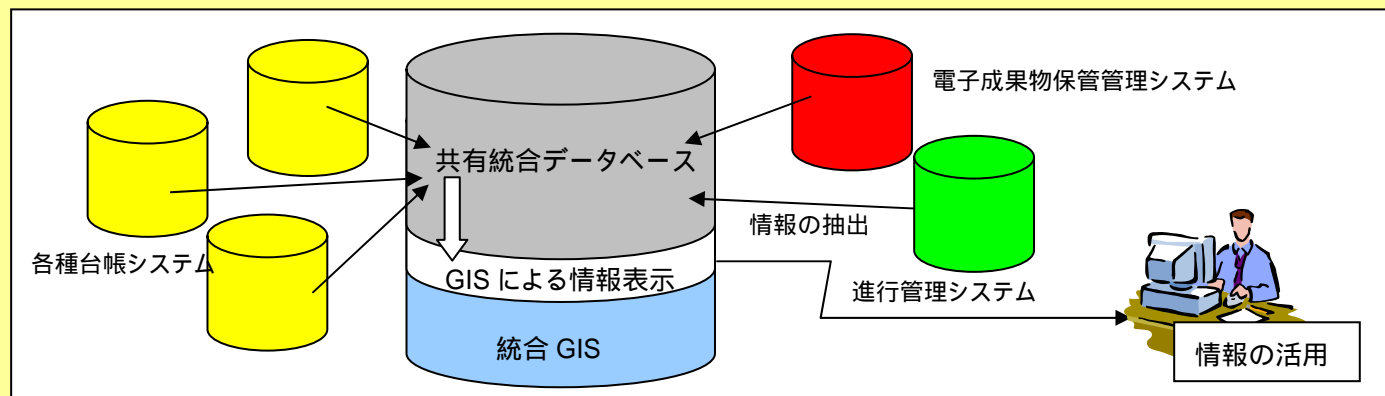 電子成果物保管管理システム
共有統合データベース
情報の抽出
各種台帳システム
GIS による情報表示
進行管理システム
統合 GIS
情報の活用